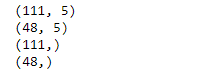 (111, 5)
(48, 5)
(111,)
(48,)